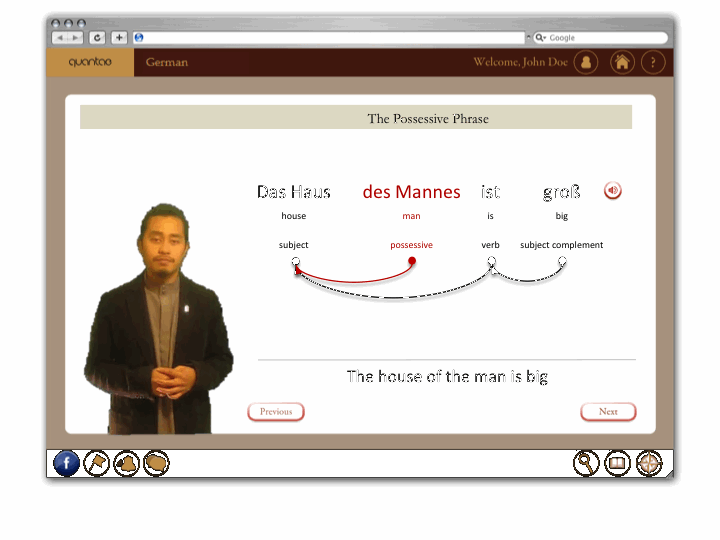 Google
quantao German Welcome, John Doe ?
The Possessive Phrase
Das Haus des Mannes ist groß
house man is big
subject possessive verb subject complement
The house of the man is big
Previous Next
f